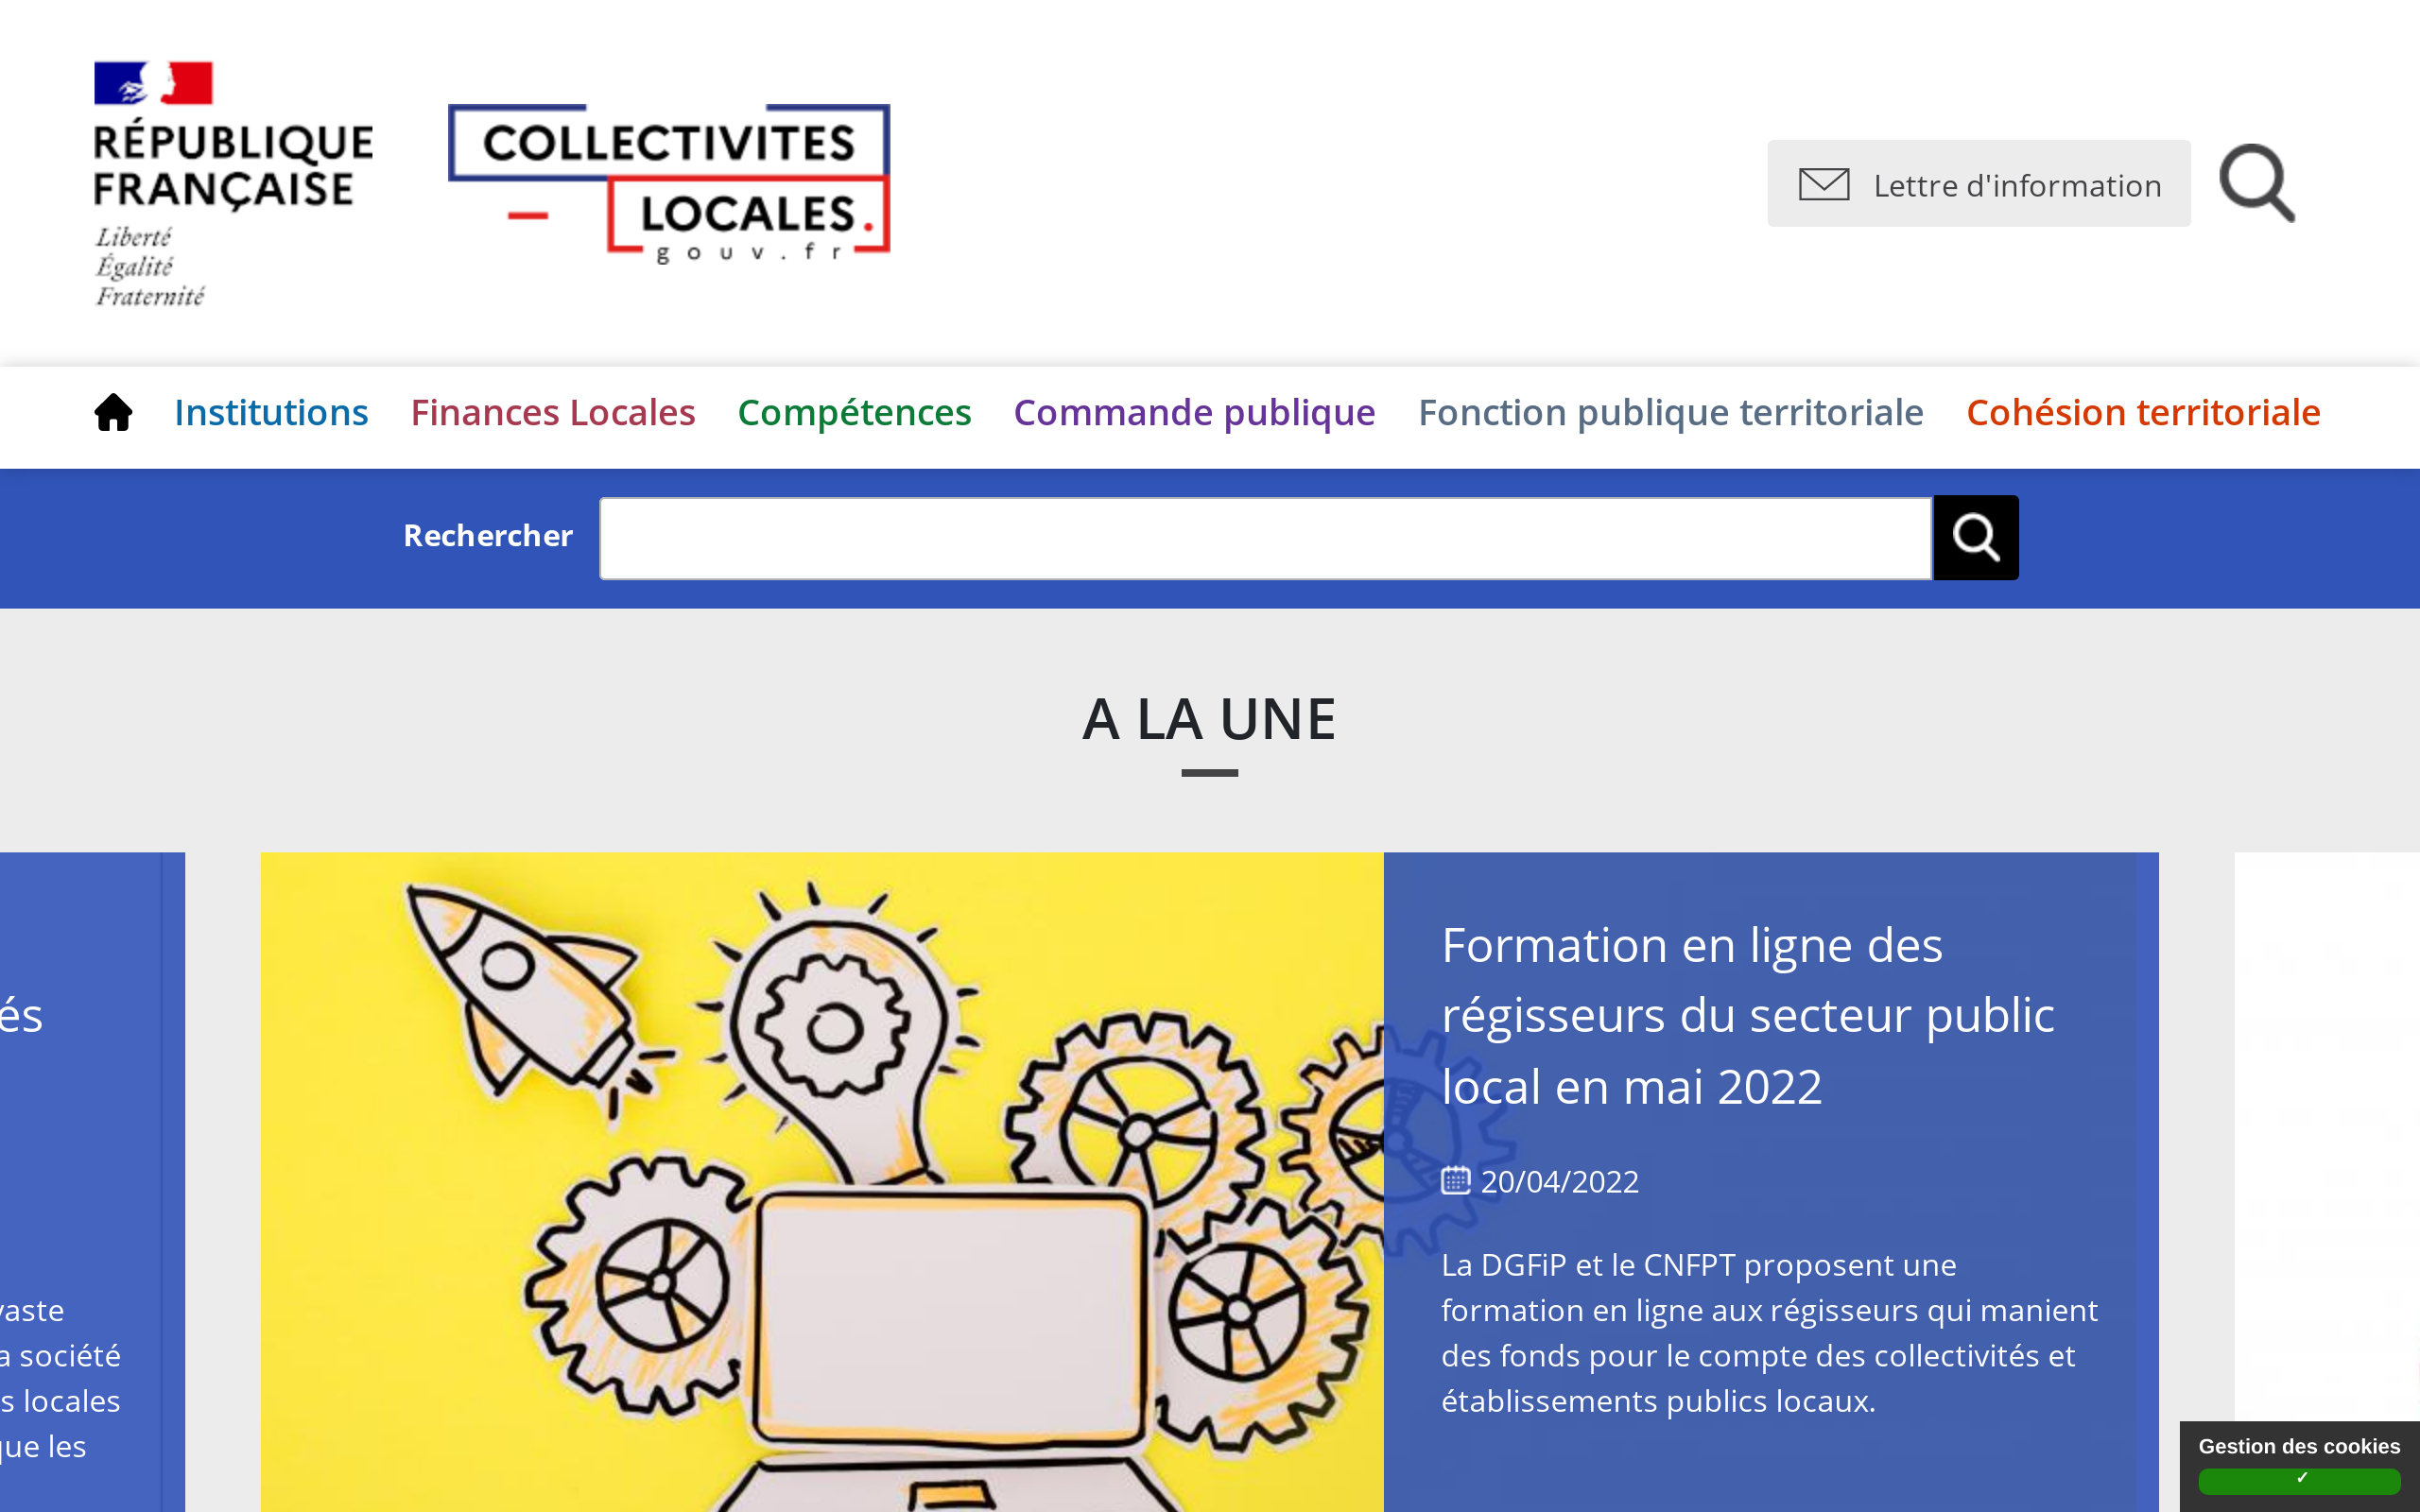 RÉPUBLIQUE
FRANÇAISE
Liberté
Égalité
Fraternité
COLLECTIVITES
LOCALES.
gouv.fr
Lettre d'information
Institutions Finances Locales Compétences Commande publique Fonction publique territoriale Cohésion territoriale
Rechercher
A LA UNE
és
a société
s locales
les
Formation en ligne des
régisseurs du secteur public
local en mai 2022
20/04/2022
La DGFiP et le CNFPT proposent une
formation en ligne aux régisseurs qui manient
des fonds pour le compte des collectivités et
établissements publics locaux.
Gestion des cookies
✓